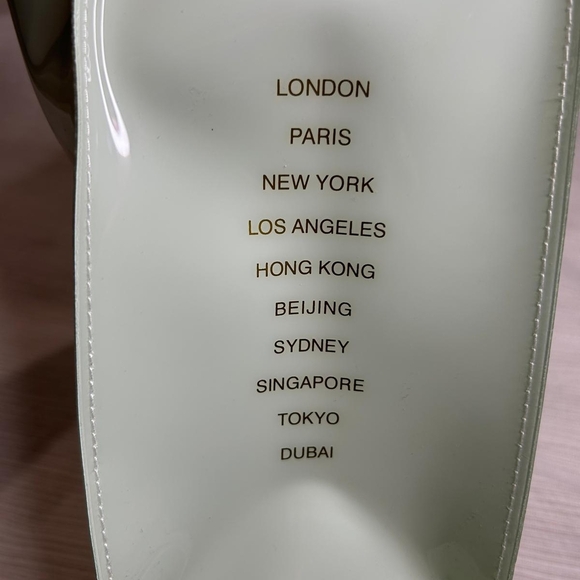 LONDON
PARIS
NEW YORK
LOS ANGELES
HONG KONG
BEIJING
SYDNEY
SINGAPORE
TOKYO
DUBAI